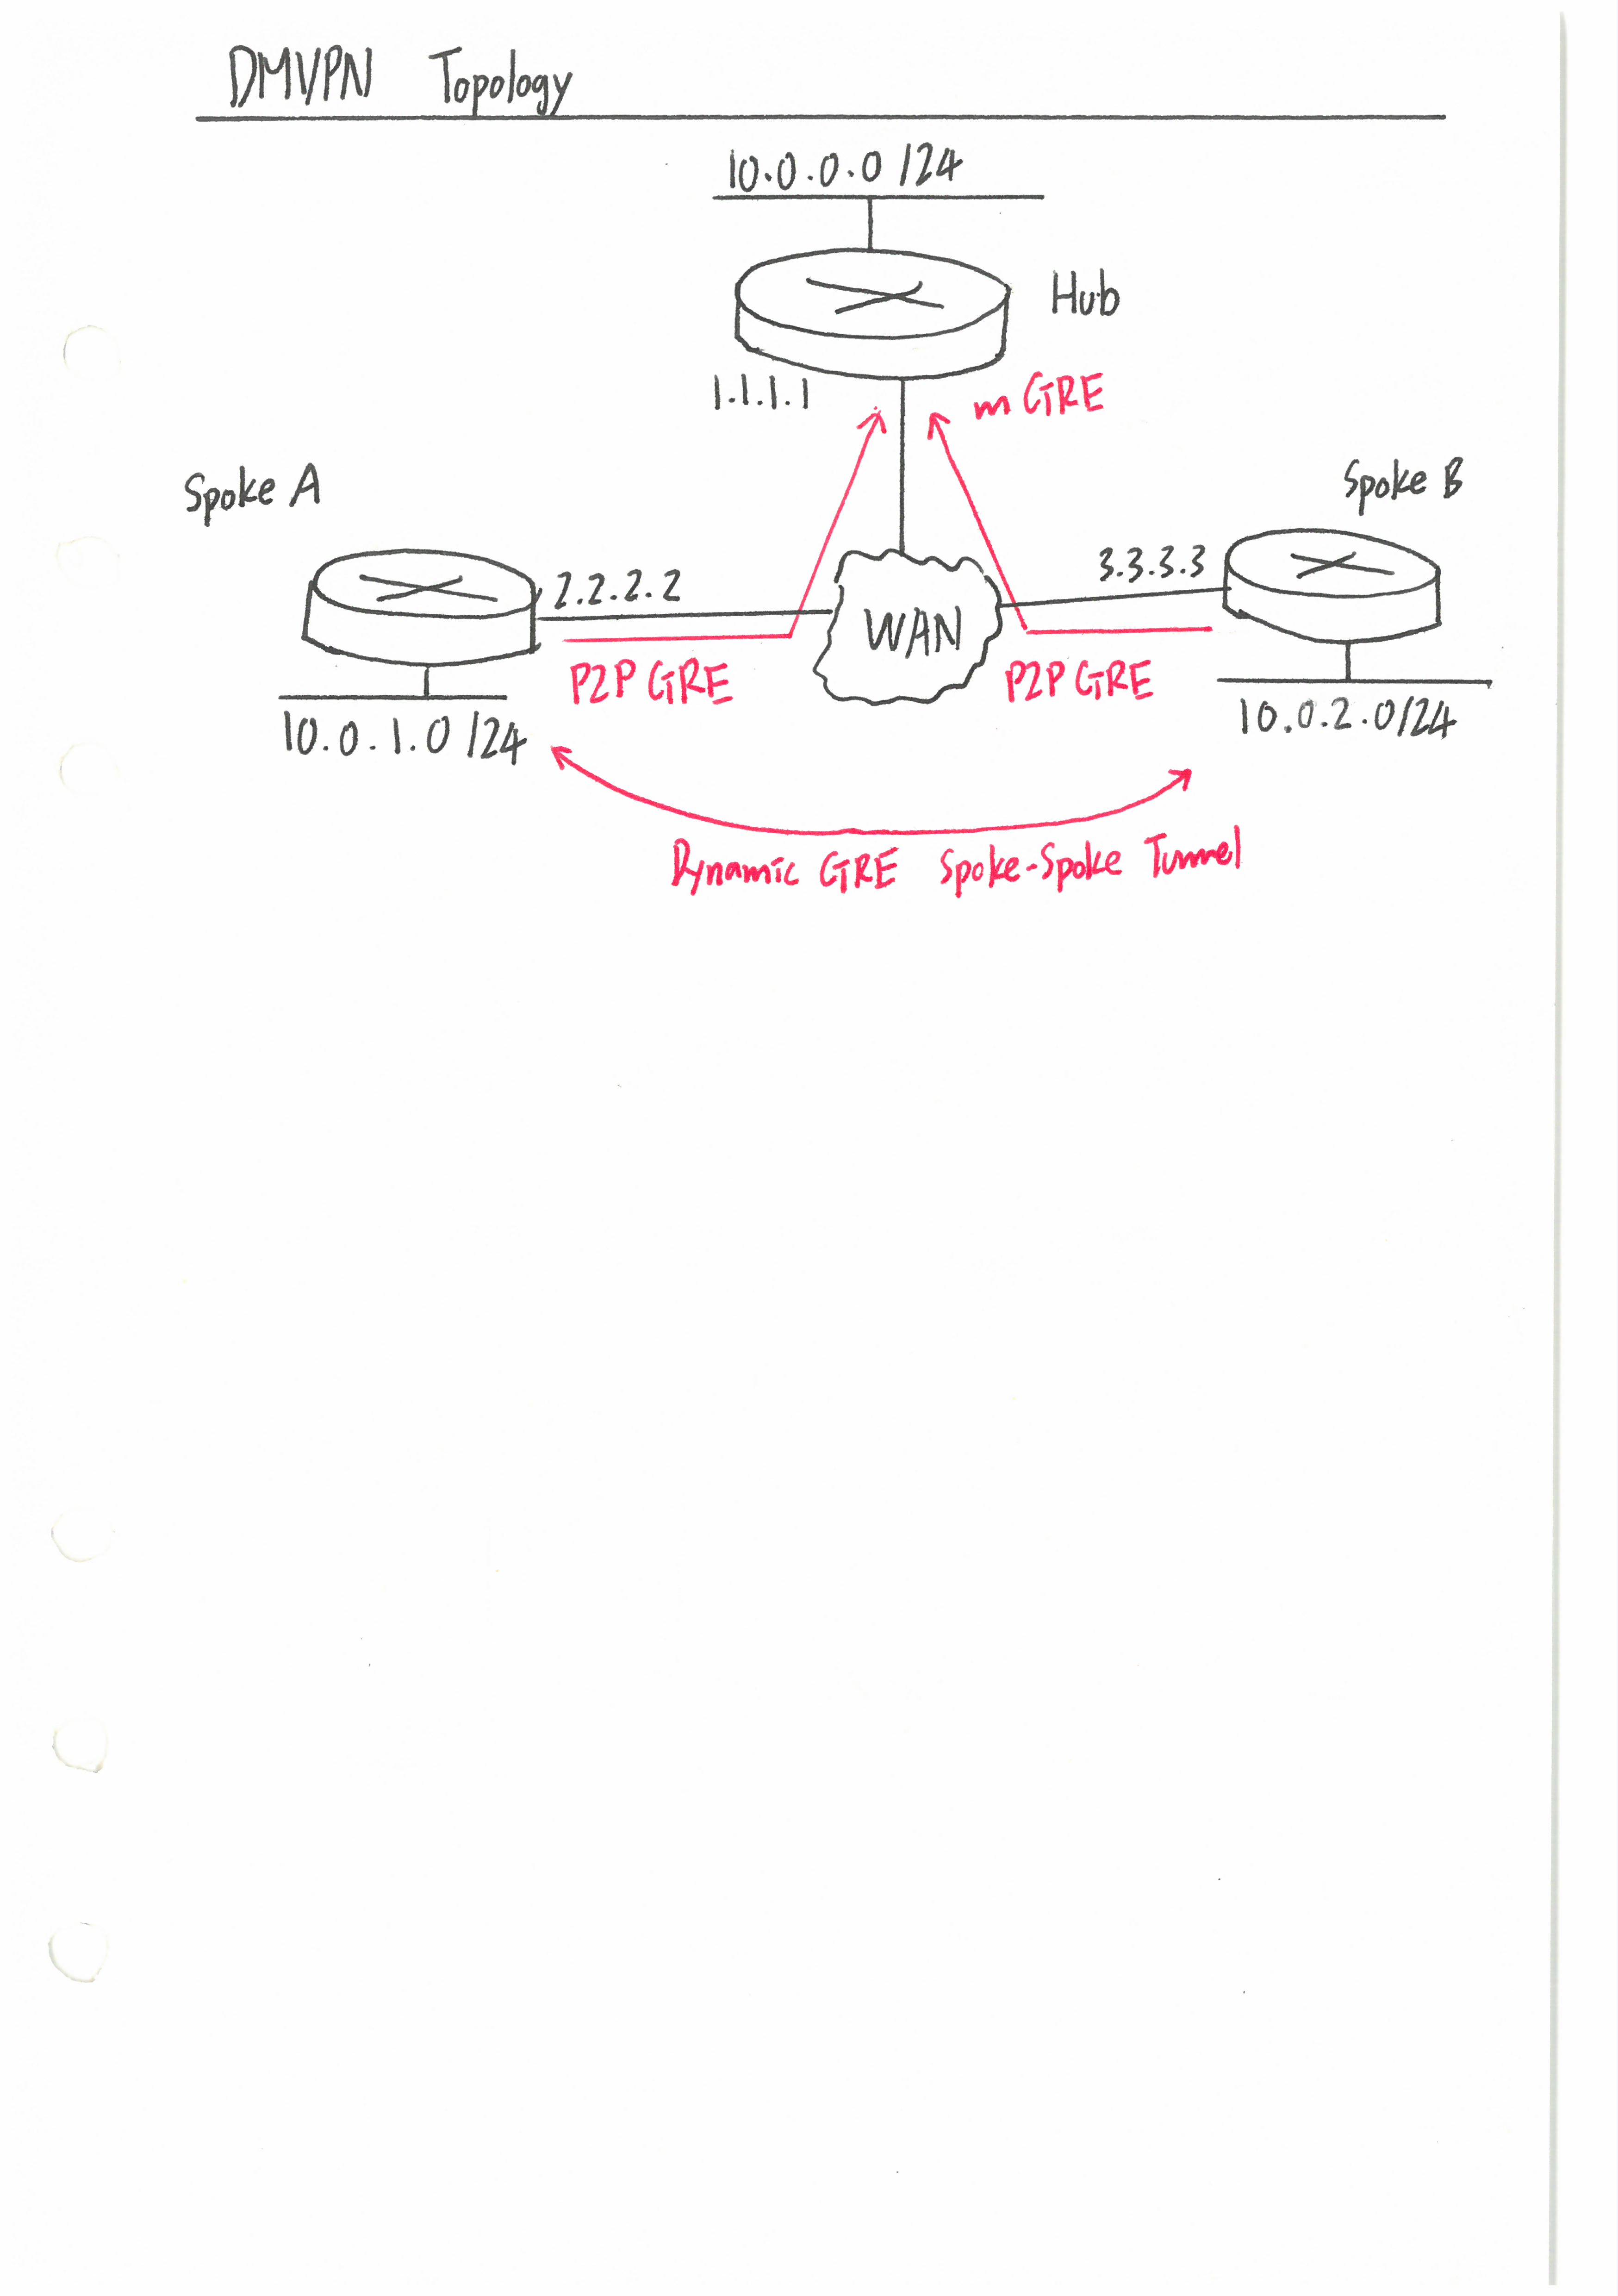 DMVPN Topology
10.0.0.0 /24
Hub
1.1.1.1
mGRE
Spoke A
Spoke B
2.2.2.2
3.3.3.3
WAN
P2P GRE
P2P GRE
10.0.1.0 /24
10.0.2.0/24
Dynamic GRE Spoke-Spoke Tunnel